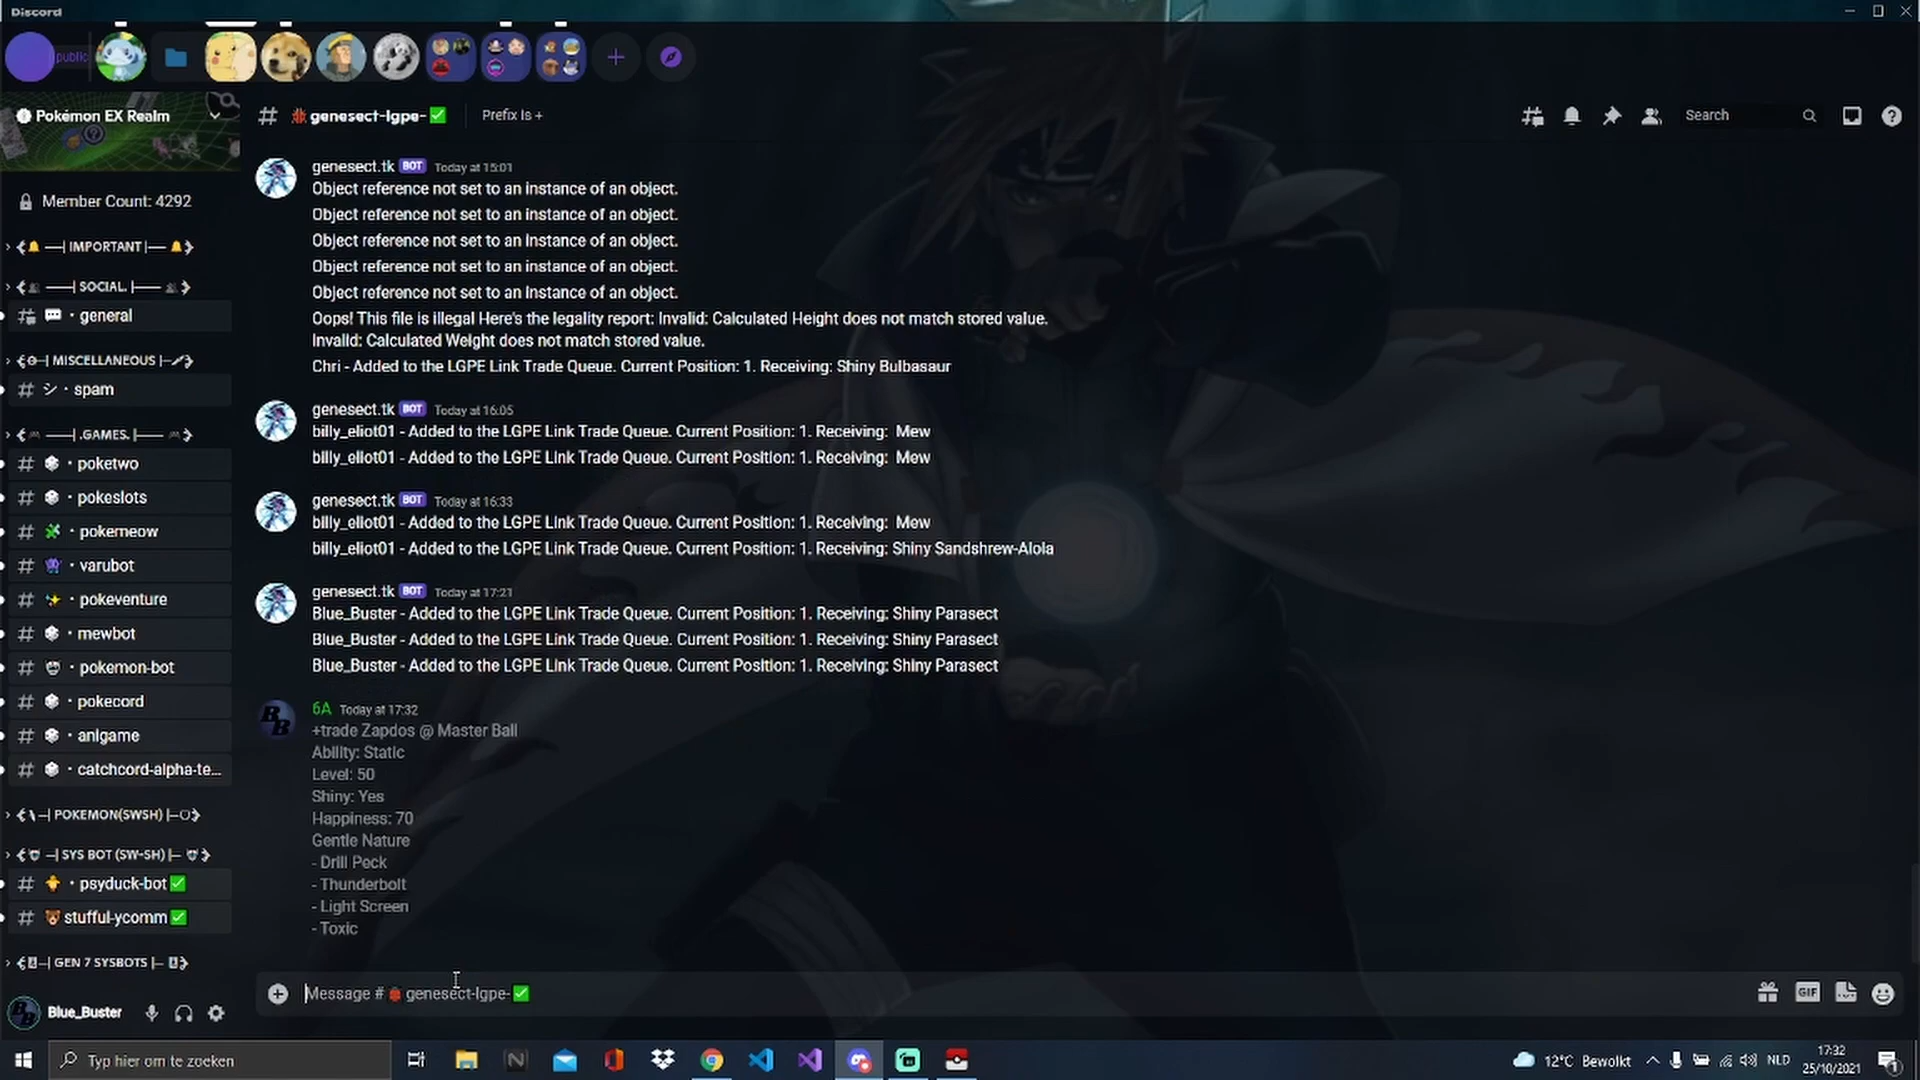 Discord
public
Pokémon EX Realm
Member Count: 4292
IMPORTANT
SOCIAL.
general
MISCELLANEOUS
シ・spam
.GAMES.
poketwo
pokeslots
pokemeow
varubot
pokeventure
mewbot
pokemon-bot
pokecord
anigame
catchcord-alpha-te...
POKEMON(SWSH)
SYS BOT (SW-SH)
psyduck-bot
stufful-ycomm
GEN 7 SYSBOTS
Blue_Buster
# genesect-lgpe- Prefix is +
Search
genesect.tk BOT Today at 15:01
Object reference not set to an instance of an object.
Object reference not set to an instance of an object.
Object reference not set to an instance of an object.
Object reference not set to an instance of an object.
Object reference not set to an instance of an object.
Oops! This file is illegal Here's the legality report: Invalid: Calculated Height does not match stored value.
Invalid: Calculated Weight does not match stored value.
Chri - Added to the LGPE Link Trade Queue. Current Position: 1. Receiving: Shiny Bulbasaur
genesect.tk BOT Today at 16:05
billy_eliot01 - Added to the LGPE Link Trade Queue. Current Position: 1. Receiving: Mew
billy_eliot01 - Added to the LGPE Link Trade Queue. Current Position: 1. Receiving: Mew
genesect.tk BOT Today at 16:33
billy_eliot01 - Added to the LGPE Link Trade Queue. Current Position: 1. Receiving: Mew
billy_eliot01 - Added to the LGPE Link Trade Queue. Current Position: 1. Receiving: Shiny Sandshrew-Alola
genesect.tk BOT Today at 17:21
Blue_Buster - Added to the LGPE Link Trade Queue. Current Position: 1. Receiving: Shiny Parasect
Blue_Buster - Added to the LGPE Link Trade Queue. Current Position: 1. Receiving: Shiny Parasect
Blue_Buster - Added to the LGPE Link Trade Queue. Current Position: 1. Receiving: Shiny Parasect
6A Today at 17:32
+trade Zapdos @ Master Ball
Ability: Static
Level: 50
Shiny: Yes
Happiness: 70
Gentle Nature
- Drill Peck
- Thunderbolt
- Light Screen
- Toxic
Message # genesect-lgpe-
GIF
Typ hier om te zoeken
12°C Bewolkt
NLD
17:32
25/10/2021
1